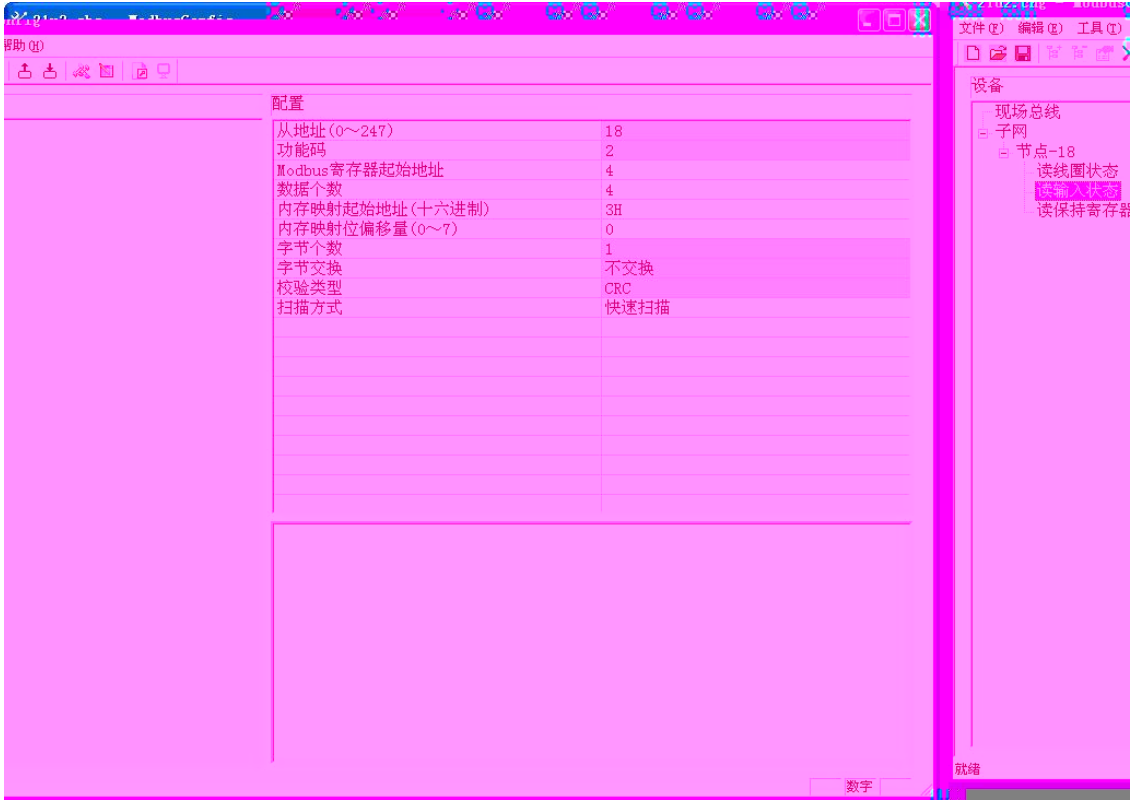 帮助(H)
配置
从地址(0～247) 18
功能码 2
Modbus寄存器起始地址 4
数据个数 4
内存映射起始地址(十六进制) 3H
内存映射位偏移量(0～7) 0
字节个数 1
字节交换 不交换
校验类型 CRC
扫描方式 快速扫描
数字
文件(F) 编辑(E) 工具(T)
设备
现场总线
子网
节点-18
读线圈状态
读输入状态
读保持寄存器
就绪